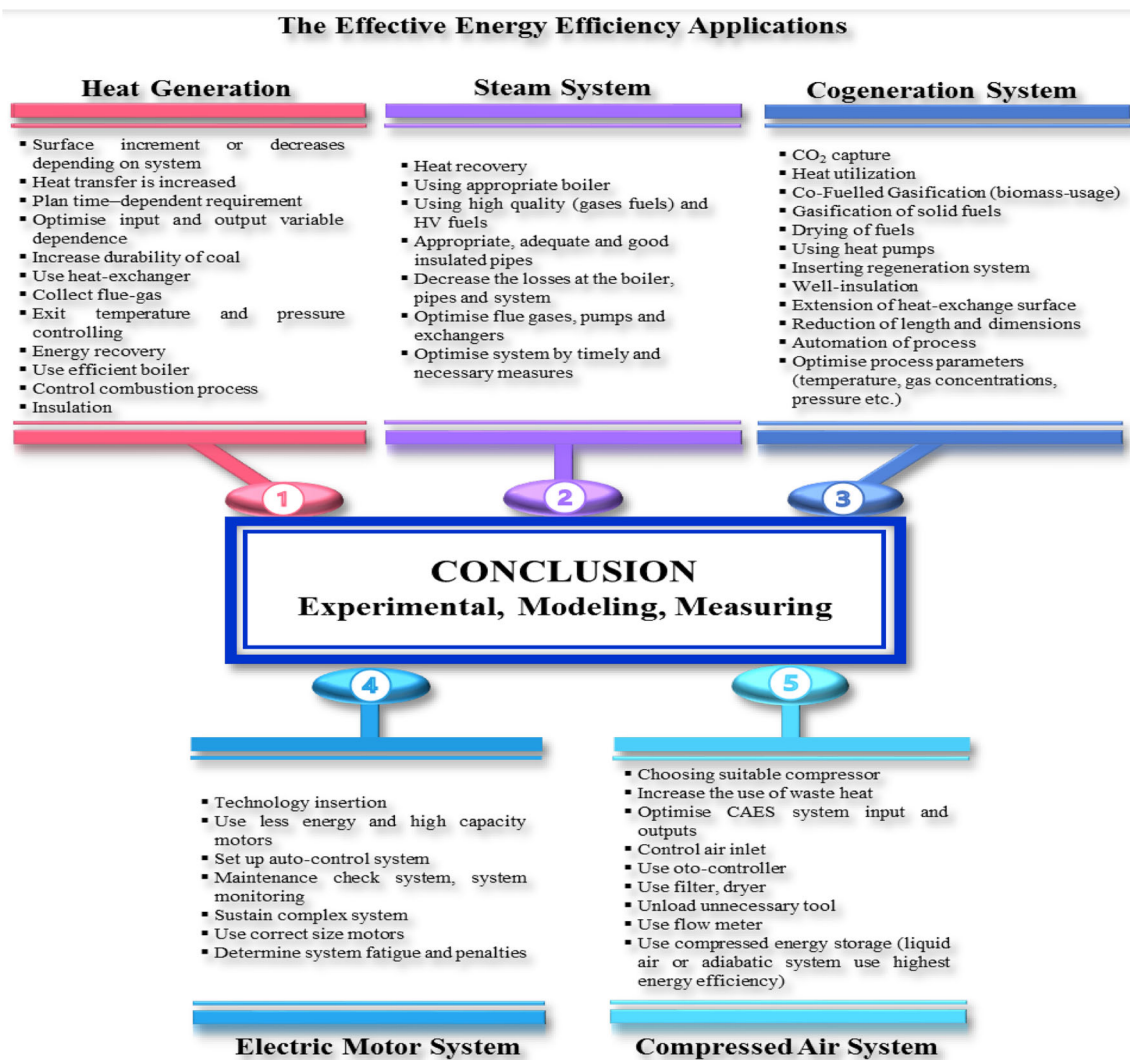 The Effective Energy Efficiency Applications
Heat Generation
▪ Surface increment or decreases
depending on system
▪ Heat transfer is increased
▪ Plan time–dependent requirement
▪ Optimise input and output variable
dependence
▪ Increase durability of coal
▪ Use heat-exchanger
▪ Collect flue-gas
▪ Exit temperature and pressure
controlling
▪ Energy recovery
▪ Use efficient boiler
▪ Control combustion process
▪ Insulation
1
Steam System
▪ Heat recovery
▪ Using appropriate boiler
▪ Using high quality (gases fuels) and
HV fuels
▪ Appropriate, adequate and good
insulated pipes
▪ Decrease the losses at the boiler,
pipes and system
▪ Optimise flue gases, pumps and
exchangers
▪ Optimise system by timely and
necessary measures
2
Cogeneration System
▪ CO₂ capture
▪ Heat utilization
▪ Co-Fuelled Gasification (biomass-usage)
▪ Gasification of solid fuels
▪ Drying of fuels
▪ Using heat pumps
▪ Inserting regeneration system
▪ Well-insulation
▪ Extension of heat-exchange surface
▪ Reduction of length and dimensions
▪ Automation of process
▪ Optimise process parameters
(temperature, gas concentrations,
pressure etc.)
3
CONCLUSION
Experimental, Modeling, Measuring
4
▪ Technology insertion
▪ Use less energy and high capacity
motors
▪ Set up auto-control system
▪ Maintenance check system, system
monitoring
▪ Sustain complex system
▪ Use correct size motors
▪ Determine system fatigue and penalties
Electric Motor System
5
▪ Choosing suitable compressor
▪ Increase the use of waste heat
▪ Optimise CAES system input and
outputs
▪ Control air inlet
▪ Use oto-controller
▪ Use filter, dryer
▪ Unload unnecessary tool
▪ Use flow meter
▪ Use compressed energy storage (liquid
air or adiabatic system use highest
energy efficiency)
Compressed Air System